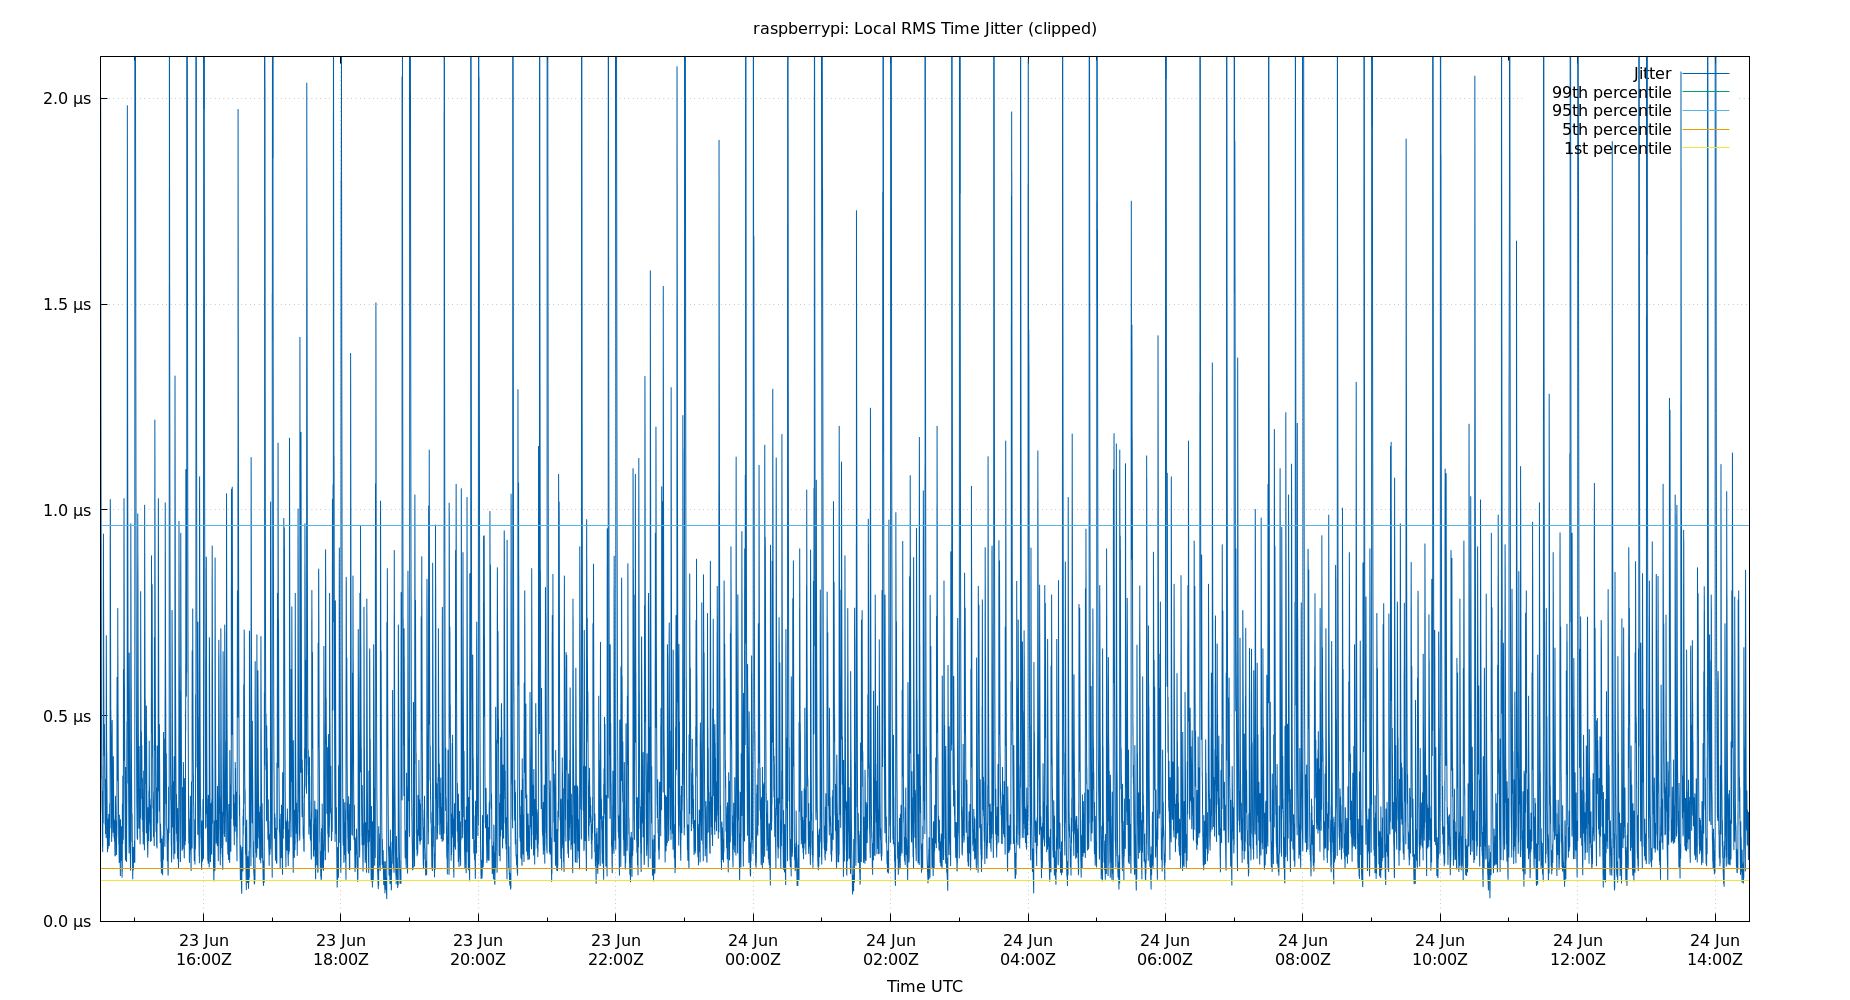 raspberrypi: Local RMS Time Jitter (clipped)
2.0 µs
1.5 µs
1.0 µs
0.5 µs
0.0 µs
Jitter
99th percentile
95th percentile
5th percentile
1st percentile
23 Jun 23 Jun 23 Jun 23 Jun 24 Jun 24 Jun 24 Jun 24 Jun 24 Jun 24 Jun 24 Jun 24 Jun
16:00Z 18:00Z 20:00Z 22:00Z 00:00Z 02:00Z 04:00Z 06:00Z 08:00Z 10:00Z 12:00Z 14:00Z
Time UTC